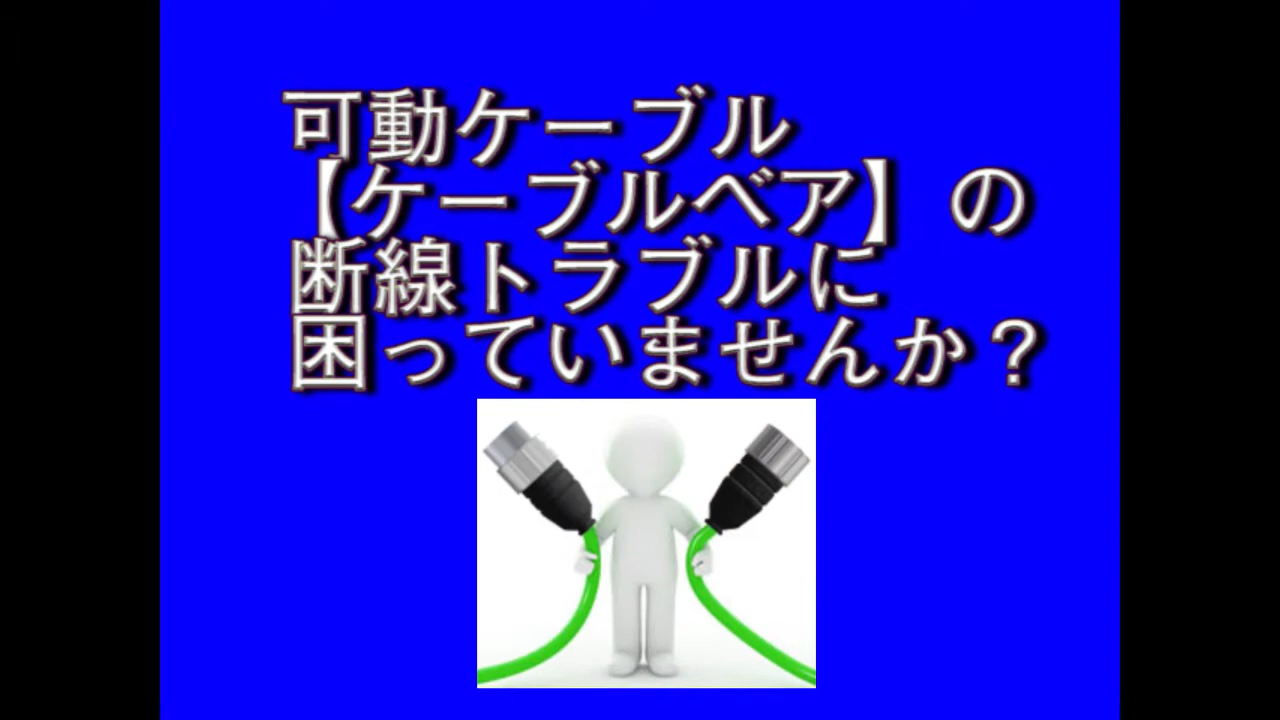 可動ケーブル
【ケーブルベア】の
断線トラブルに
困っていませんか？